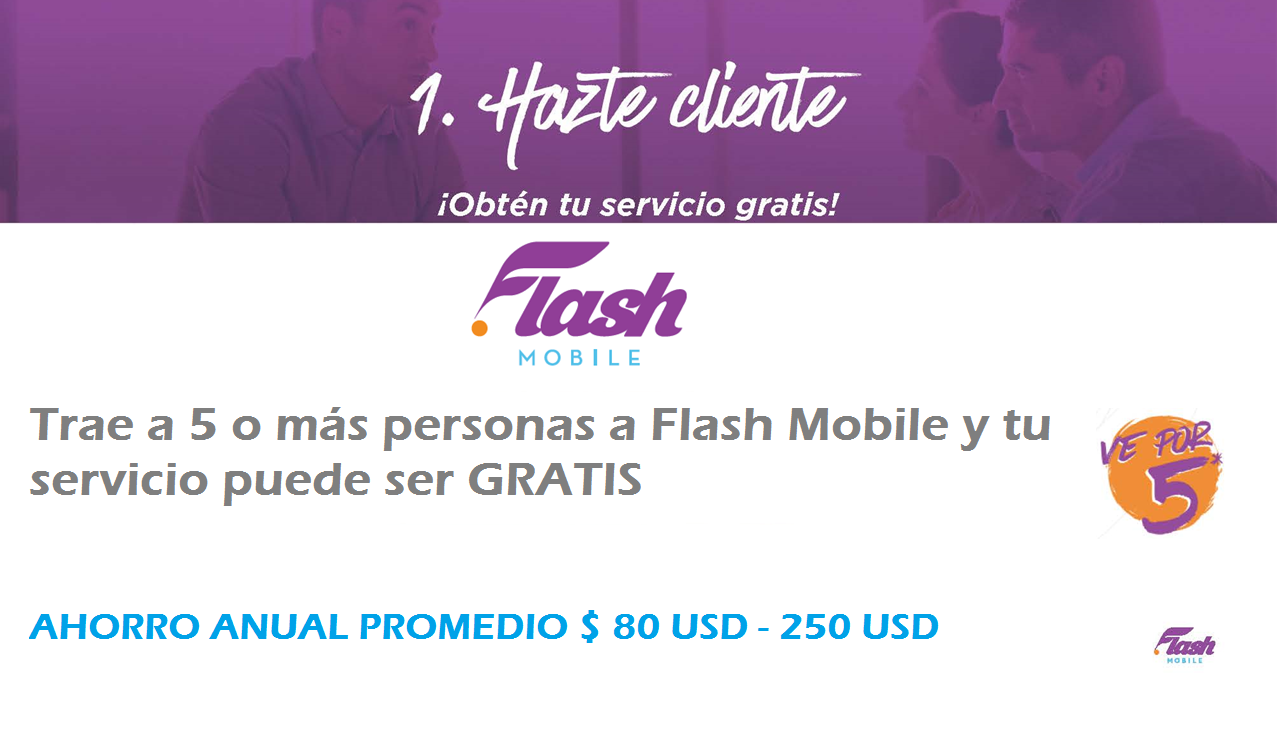 1. Hazte cliente
¡Obtén tu servicio gratis!
Flash
MOBILE
Trae a 5 o más personas a Flash Mobile y tu
servicio puede ser GRATIS
VE POR
5*
AHORRO ANUAL PROMEDIO $ 80 USD - 250 USD
Flash
MOBILE